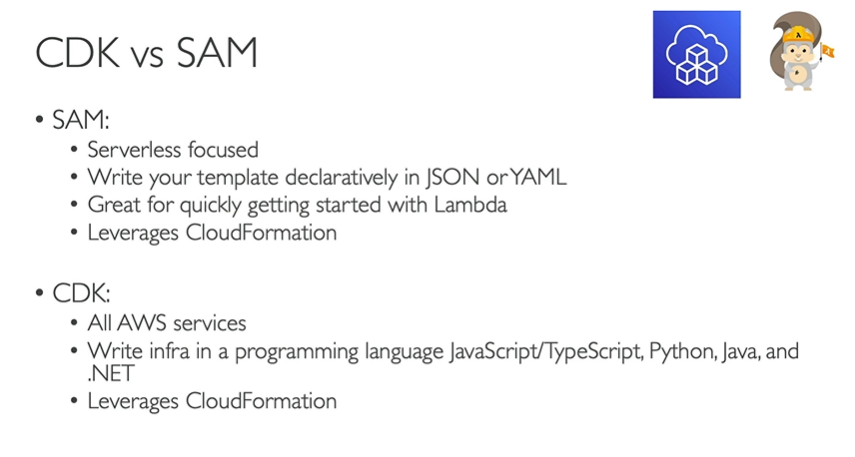 CDK vs SAM
• SAM:
• Serverless focused
• Write your template declaratively in JSON or YAML
• Great for quickly getting started with Lambda
• Leverages CloudFormation
• CDK:
• All AWS services
• Write infra in a programming language JavaScript/TypeScript, Python, Java, and
.NET
• Leverages CloudFormation